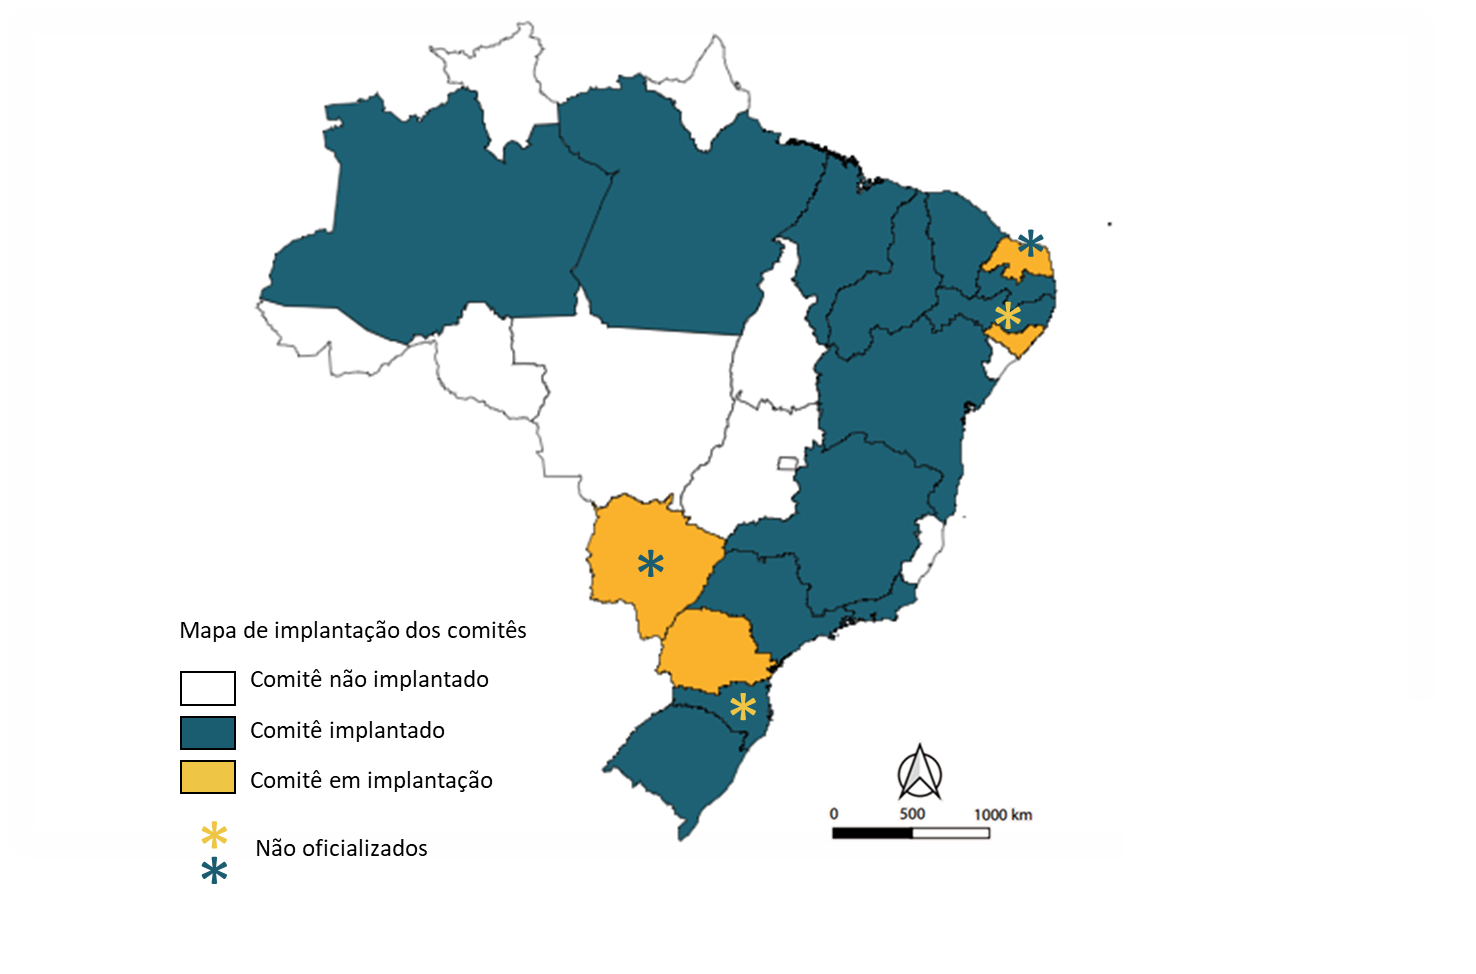 Mapa de implantação dos comitês
Comitê não implantado
Comitê implantado
Comitê em implantação
Não oficializados
0 500 1000 km